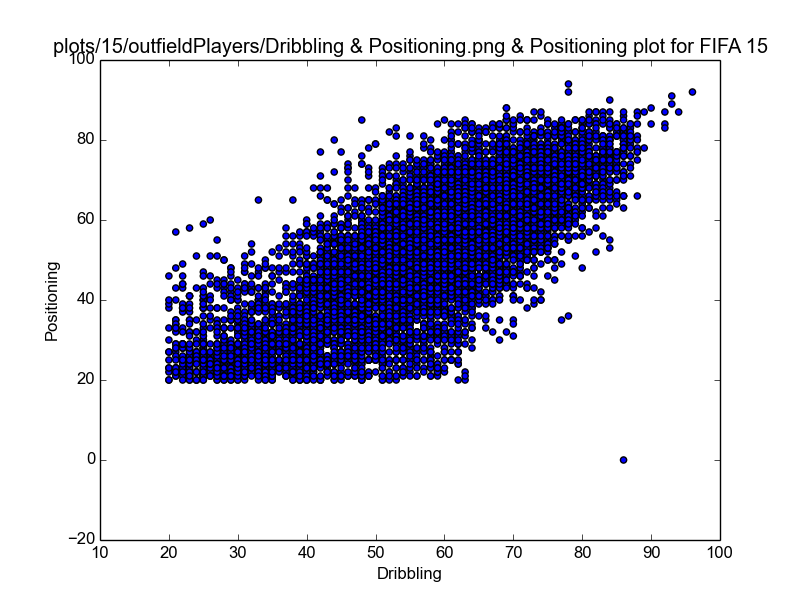 plots/15/outfieldPlayers/Dribbling & Positioning.png & Positioning plot for FIFA 15
100
80
60
40
20
0
−20
Positioning
10 20 30 40 50 60 70 80 90 100
Dribbling